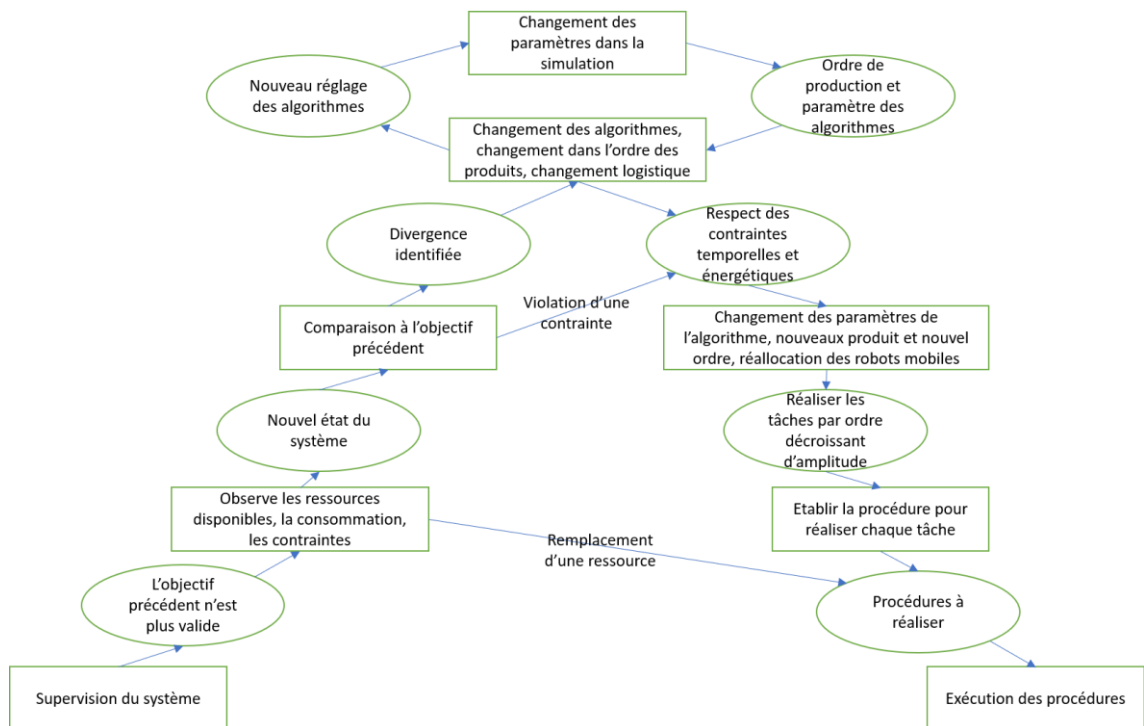 Changement des
paramètres dans la
simulation
Nouveau réglage
des algorithmes
Ordre de
production et
paramètre des
algorithmes
Changement des algorithmes,
changement dans l'ordre des
produits, changement logistique
Divergence
identifiée
Respect des
contraintes
temporelles et
énergétiques
Violation d'une
contrainte
Comparaison à l'objectif
précédent
Changement des paramètres de
l'algorithme, nouveaux produit et nouvel
ordre, réallocation des robots mobiles
Nouvel état du
système
Réaliser les
tâches par ordre
décroissant
d'amplitude
Observe les ressources
disponibles, la consommation,
les contraintes
Etablir la procédure pour
réaliser chaque tâche
Remplacement
d'une ressource
L'objectif
précédent n'est
plus valide
Procédures à
réaliser
Supervision du système
Exécution des procédures